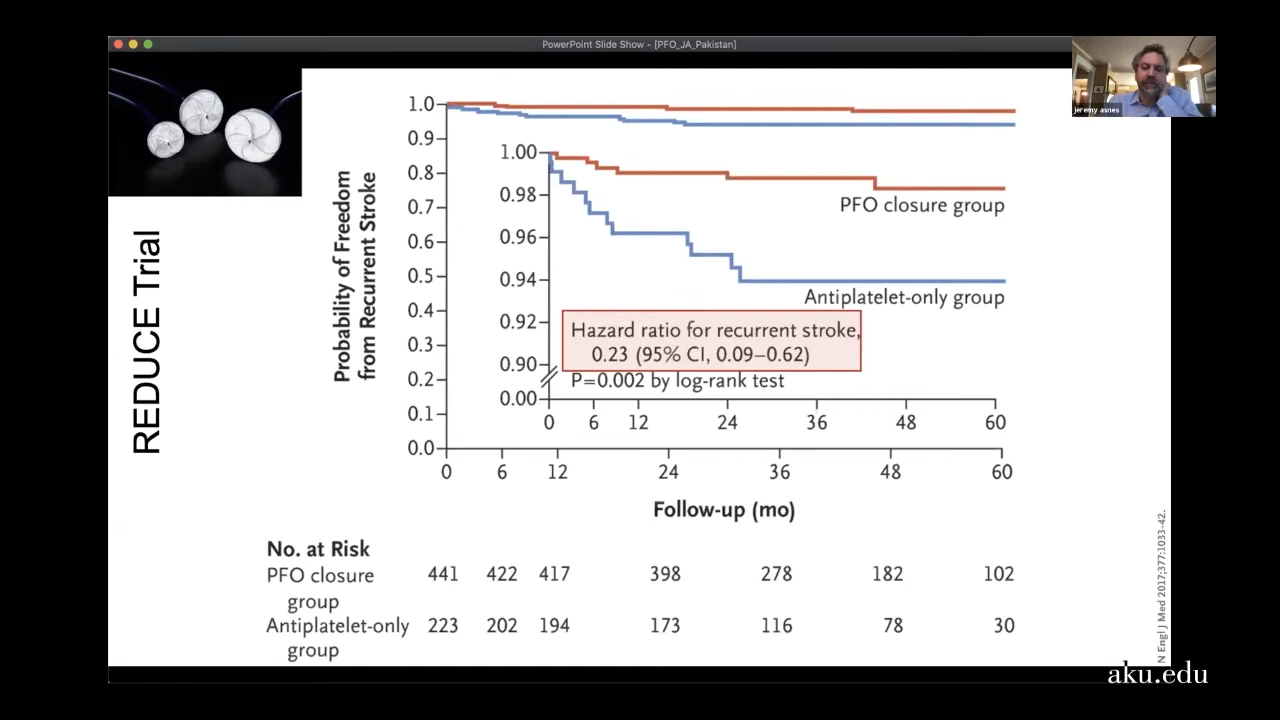 PowerPoint Slide Show - [PFO_JA_Pakistan]
jeremy asnes
REDUCE Trial
Probability of Freedom
from Recurrent Stroke
1.0
0.9
0.8
0.7
0.6
0.5
0.4
0.3
0.2
0.1
0.0
1.00
0.98
0.96
0.94
0.92
0.90
0.00
PFO closure group
Antiplatelet-only group
Hazard ratio for recurrent stroke,
0.23 (95% CI, 0.09–0.62)
P=0.002 by log-rank test
0 6 12 24 36 48 60
0 6 12 24 36 48 60
Follow-up (mo)
No. at Risk
PFO closure 441 422 417 398 278 182 102
group
Antiplatelet-only 223 202 194 173 116 78 30
group
N Engl J Med 2017;377:1033-42.
aku.edu